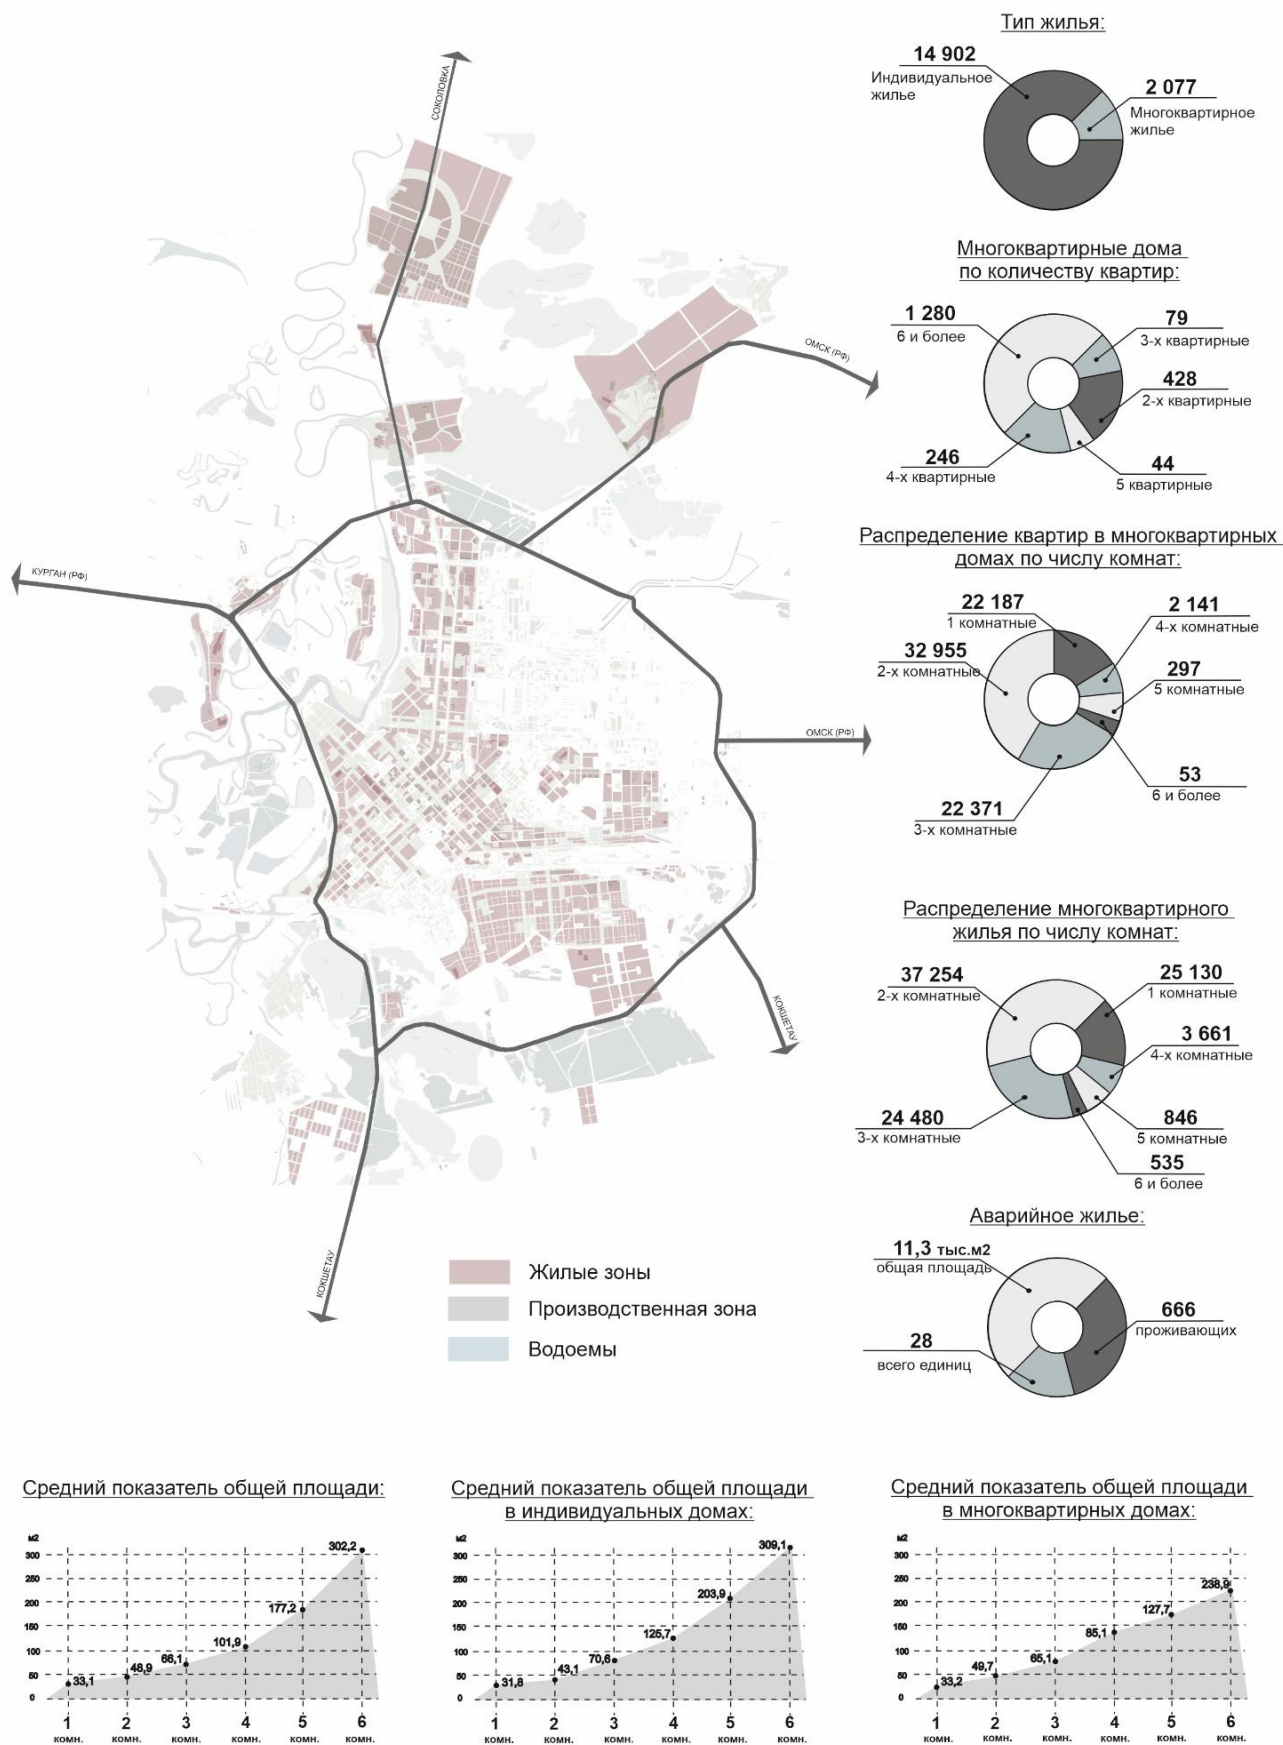 Тип жилья:
14 902
Индивидуальное
жилье
2 077
Многоквартирное
жилье
Многоквартирные дома
по количеству квартир:
1 280
6 и более
79
3-х квартирные
428
2-х квартирные
246
4-х квартирные
44
5 квартирные
Распределение квартир в многоквартирных
домах по числу комнат:
22 187
1 комнатные
2 141
4-х комнатные
32 955
2-х комнатные
297
5 комнатные
53
6 и более
22 371
3-х комнатные
Распределение многоквартирного
жилья по числу комнат:
37 254
2-х комнатные
25 130
1 комнатные
3 661
4-х комнатные
24 480
3-х комнатные
846
5 комнатные
535
6 и более
Аварийное жилье:
11,3 тыс.м2
общая площадь
666
проживающих
28
всего единиц
СОКОЛОВКА
ОМСК (РФ)
КУРГАН (РФ)
ОМСК (РФ)
КОКШЕТАУ
КОКШЕТАУ
Жилые зоны
Производственная зона
Водоемы
Средний показатель общей площади:
м2
300
250
200
150
100
50
0
33,1
48,9
66,1
101,9
177,2
302,2
1 2 3 4 5 6
комн. комн. комн. комн. комн. комн.
Средний показатель общей площади
в индивидуальных домах:
м2
300
250
200
150
100
50
0
31,8
43,1
70,6
125,7
203,9
309,1
1 2 3 4 5 6
комн. комн. комн. комн. комн. комн.
Средний показатель общей площади
в многоквартирных домах:
м2
300
250
200
150
100
50
0
33,2
49,7
65,1
85,1
127,7
238,9
1 2 3 4 5 6
комн. комн. комн. комн. комн. комн.